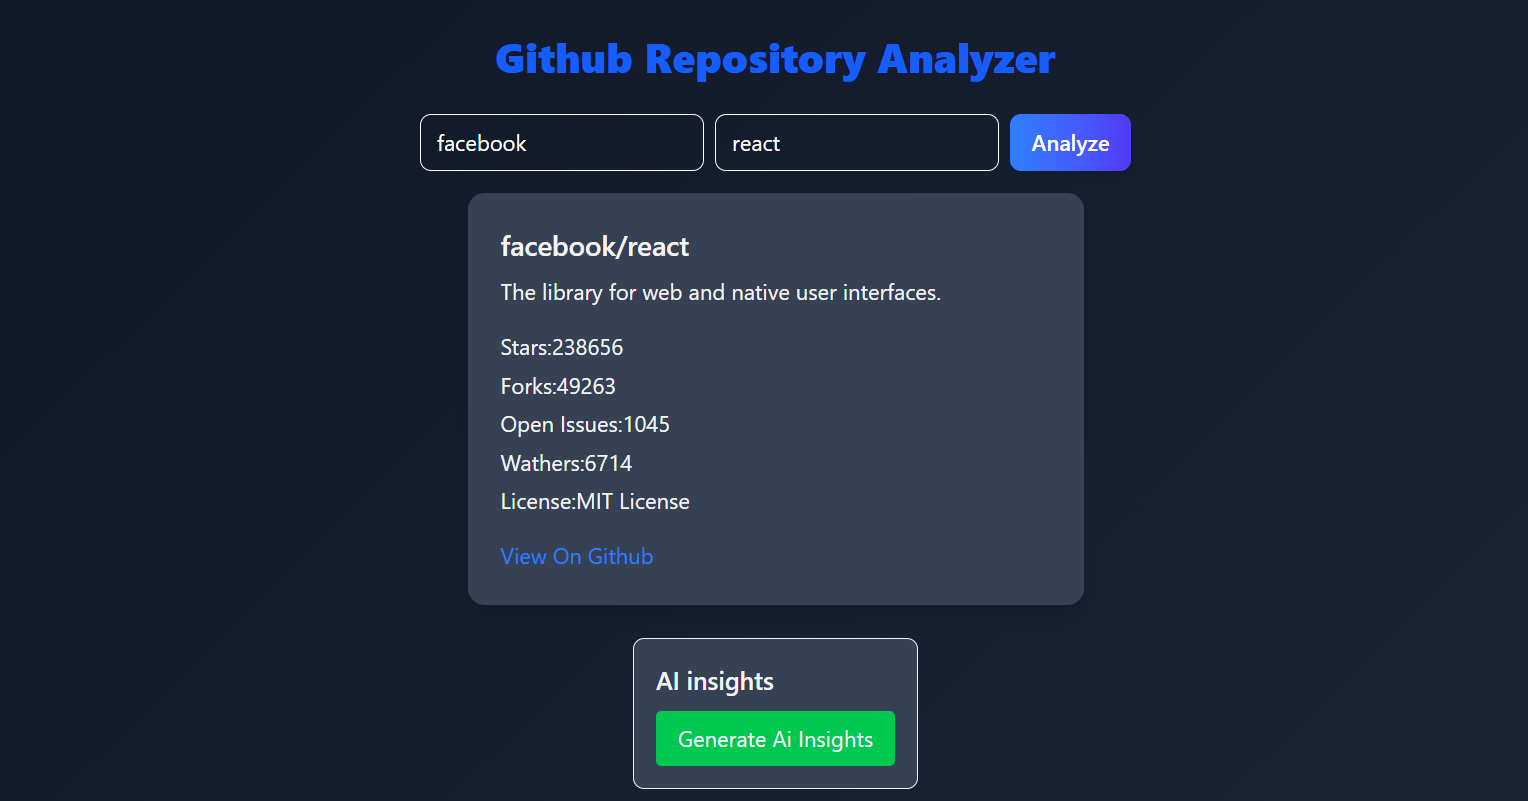 Github Repository Analyzer
facebook react Analyze
facebook/react
The library for web and native user interfaces.
Stars:238656
Forks:49263
Open Issues:1045
Wathers:6714
License:MIT License
View On Github
AI insights
Generate Ai Insights